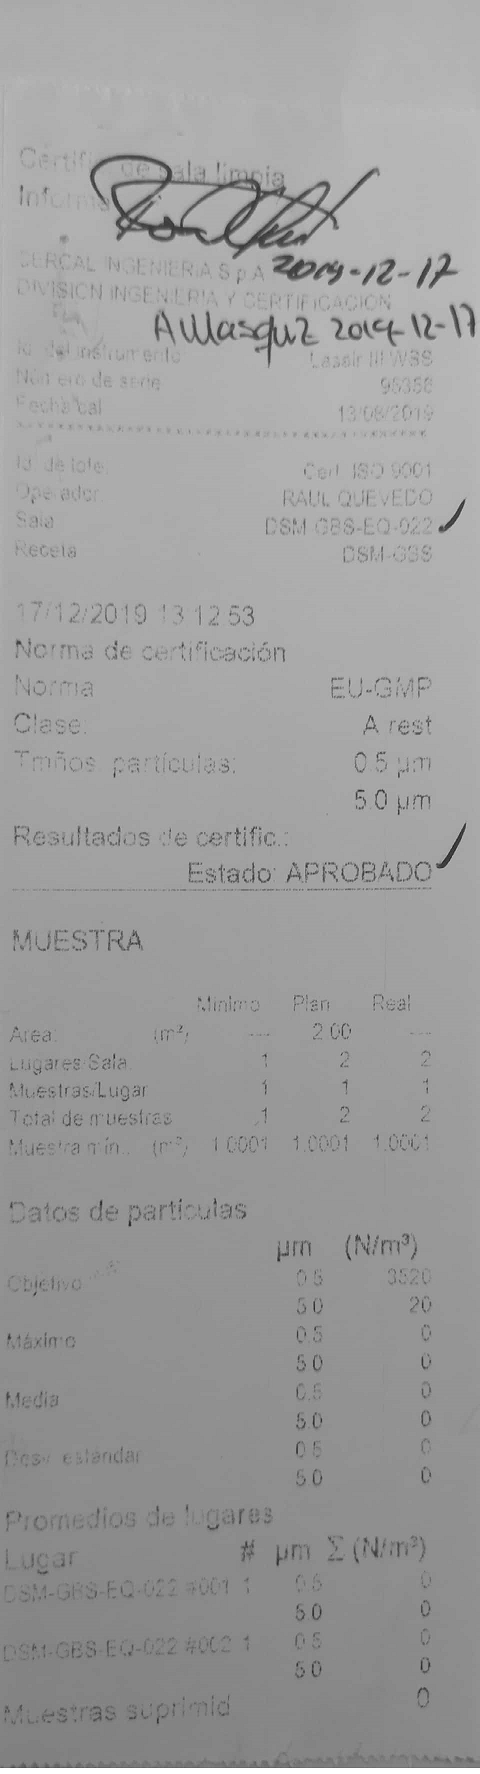 Certific de sala limpia
Informa
CERCAL INGENIERIA S p A 2019-12-17
DIVISION INGENIERIA Y CERTIFICACION
2019-12-17
Id. del instrumento: Lasair III WSS
Número de serie
Fecha cal 13/08/2019
Id. de lote: Cert. ISO 9001
Operador RAUL QUEVEDO
Sala DSM-GBS-EQ-022 ✓
Receta DSM-GBS
17/12/2019 13 12 53
Norma de certificación
Norma EU-GMP
Clase: A rest
Tmños. partículas: 0.5 µm
5.0 µm
Resultados de certific.:
Estado: APROBADO ✓
MUESTRA
Mínimo Plan Real
Area: (m²) --- 2.00 ---
Lugares/Sala 1 2 2
Muestras/Lugar 1 1 1
Total de muestras 1 2 2
Muestra mín.. (m³) 1.0001 1.0001 1.0001
Datos de partículas
µm (N/m³)
Objetivo 0.5 3520
5.0 20
Máximo 0.5 0
5.0 0
Media 0.5 0
5.0 0
Desv. estándar 0.5 0
5.0 0
Promedios de lugares
Lugar # µm Σ (N/m³)
DSM-GBS-EQ-022 #001 1 0.5 0
5.0 0
DSM-GBS-EQ-022 #002 1 0.5 0
5.0 0
Muestras suprimid 0